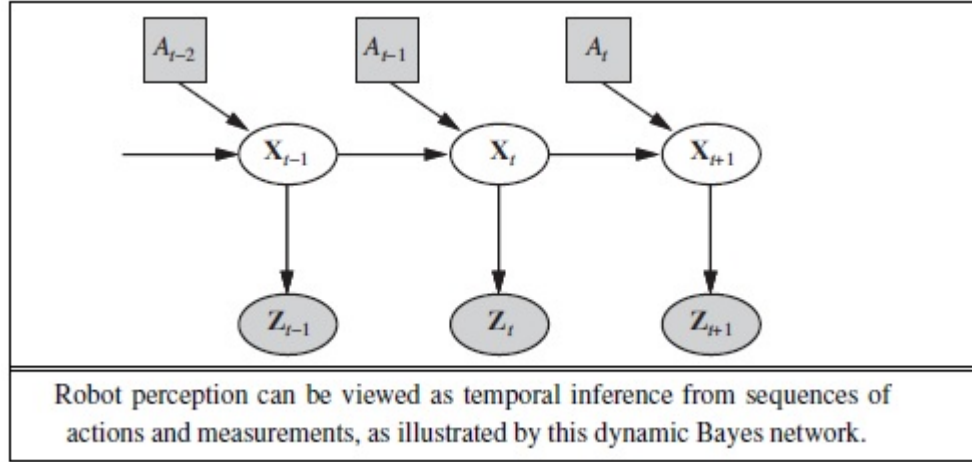 A_{t−2} A_{t−1} A_t
X_{t−1} X_t X_{t+1}
Z_{t−1} Z_t Z_{t+1}
Robot perception can be viewed as temporal inference from sequences of
actions and measurements, as illustrated by this dynamic Bayes network.